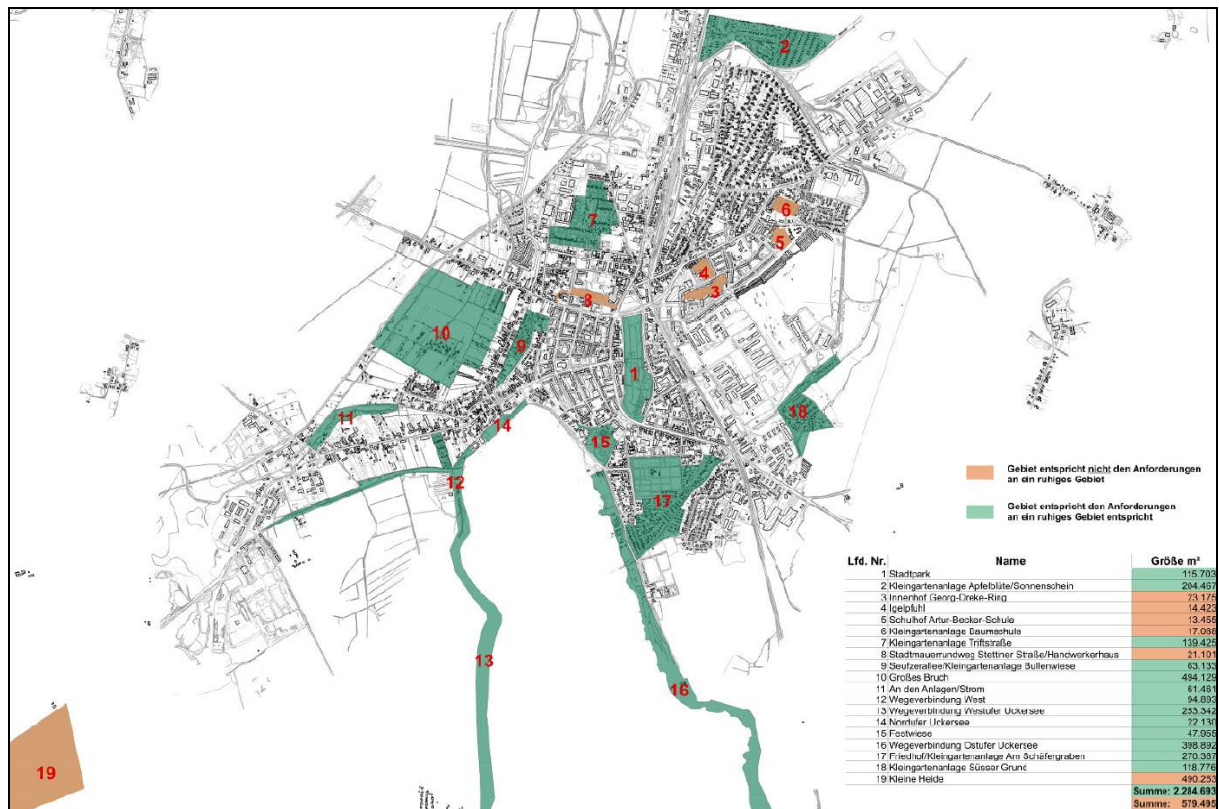 2
7
6
5
4
3
8
10
9
1
11
14
18
15
12
17
13
16
19
Gebiet entspricht nicht den Anforderungen
an ein ruhiges Gebiet
Gebiet entspricht den Anforderungen
an ein ruhiges Gebiet entspricht
Lfd. Nr. Name Größe m²
1 Stadtpark 115.703
2 Kleingartenanlage Apfelblüte/Sonnenschein 204.467
3 Innenhof Georg-Dreke-Ring 23.175
4 Igelpfuhl 14.423
5 Schulhof Artur-Becker-Schule 13.455
6 Kleingartenanlage Baumschule 17.088
7 Kleingartenanlage Triftstraße 139.425
8 Stadtmauerrundweg Stettiner Straße/Handwerkerhaus 21.101
9 Seufzerallee/Kleingartenanlage Bullenwiese 63.133
10 Großes Bruch 494.129
11 An den Anlagen/Strom 61.461
12 Wegeverbindung West 94.893
13 Wegeverbindung Westufer Uckersee 253.342
14 Nordufer Uckersee 22.130
15 Festwiese 47.955
16 Wegeverbindung Ostufer Uckersee 398.892
17 Friedhof/Kleingartenanlage Am Schäfergraben 270.387
18 Kleingartenanlage Süsser Grund 118.776
19 Kleine Heide 490.253
Summe: 2.284.693
Summe: 579.495